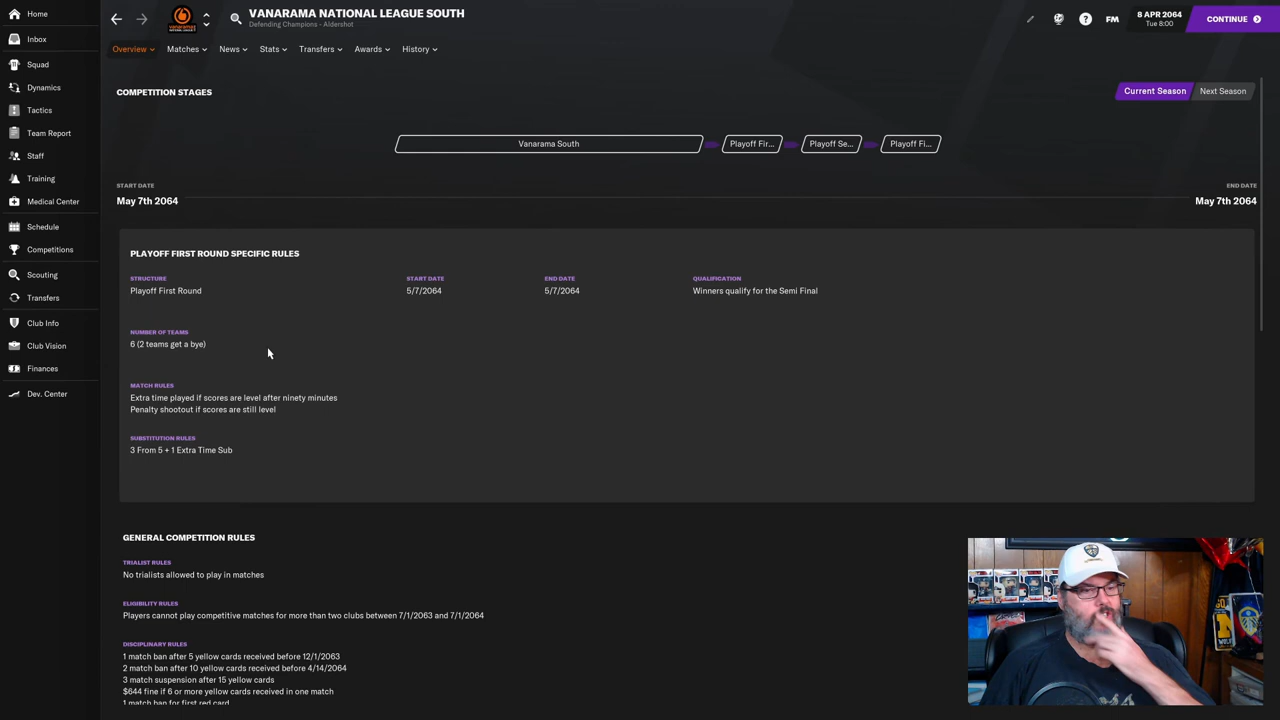 Home
Inbox
Squad
Dynamics
Tactics
Team Report
Staff
Training
Medical Center
Schedule
Competitions
Scouting
Transfers
Club Info
Club Vision
Finances
Dev. Center
VANARAMA NATIONAL LEAGUE SOUTH
Defending Champions - Aldershot
FM
8 APR 2064
Tue 8:00
CONTINUE
Overview
Matches
News
Stats
Transfers
Awards
History
COMPETITION STAGES
Current Season
Next Season
Vanarama South
Playoff Fir...
Playoff Se...
Playoff Fi...
START DATE
May 7th 2064
END DATE
May 7th 2064
PLAYOFF FIRST ROUND SPECIFIC RULES
STRUCTURE
Playoff First Round
START DATE
5/7/2064
END DATE
5/7/2064
QUALIFICATION
Winners qualify for the Semi Final
NUMBER OF TEAMS
6 (2 teams get a bye)
MATCH RULES
Extra time played if scores are level after ninety minutes
Penalty shootout if scores are still level
SUBSTITUTION RULES
3 From 5 + 1 Extra Time Sub
GENERAL COMPETITION RULES
TRIALIST RULES
No trialists allowed to play in matches
ELIGIBILITY RULES
Players cannot play competitive matches for more than two clubs between 7/1/2063 and 7/1/2064
DISCIPLINARY RULES
1 match ban after 5 yellow cards received before 12/1/2063
2 match ban after 10 yellow cards received before 4/14/2064
3 match suspension after 15 yellow cards
$644 fine if 6 or more yellow cards received in one match
1 match ban for first red card